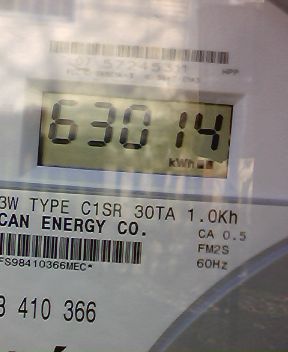 63014
kWh
3W TYPE C1SR 30TA 1.0Kh
CAN ENERGY CO.
CA 0.5
FM2S
60Hz
FS98410366MEC*
8 410 366